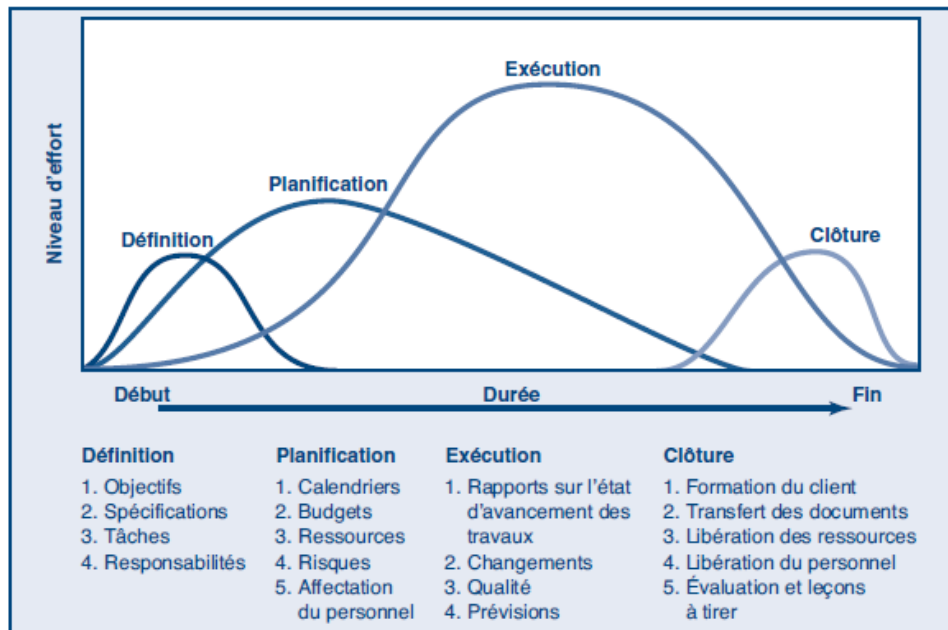 Exécution
Planification
Définition
Clôture
Niveau d'effort
Début
Durée
Fin
Définition
1. Objectifs
2. Spécifications
3. Tâches
4. Responsabilités
Planification
1. Calendriers
2. Budgets
3. Ressources
4. Risques
5. Affectation
du personnel
Exécution
1. Rapports sur l'état
d'avancement des
travaux
2. Changements
3. Qualité
4. Prévisions
Clôture
1. Formation du client
2. Transfert des documents
3. Libération des ressources
4. Libération du personnel
5. Évaluation et leçons
à tirer